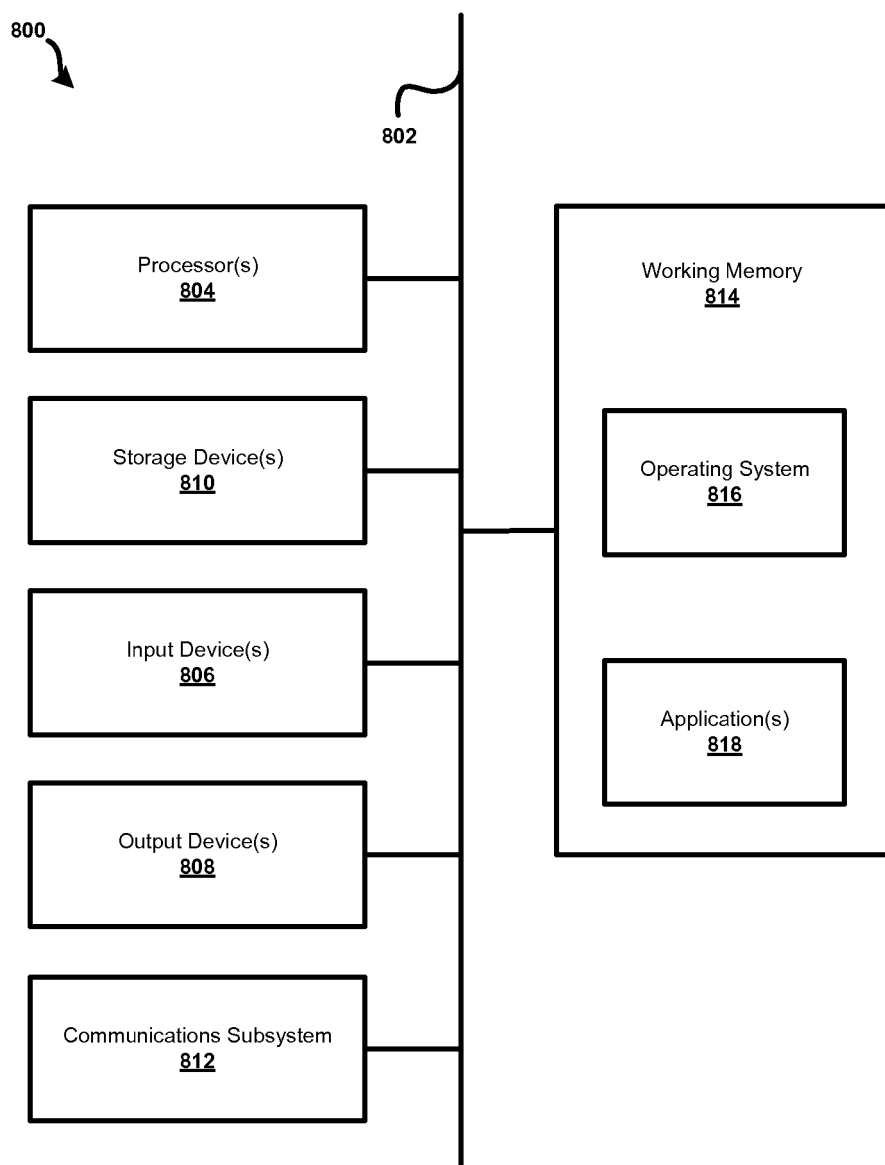 800
802
Processor(s)
804
Storage Device(s)
810
Input Device(s)
806
Output Device(s)
808
Communications Subsystem
812
Working Memory
814
Operating System
816
Application(s)
818